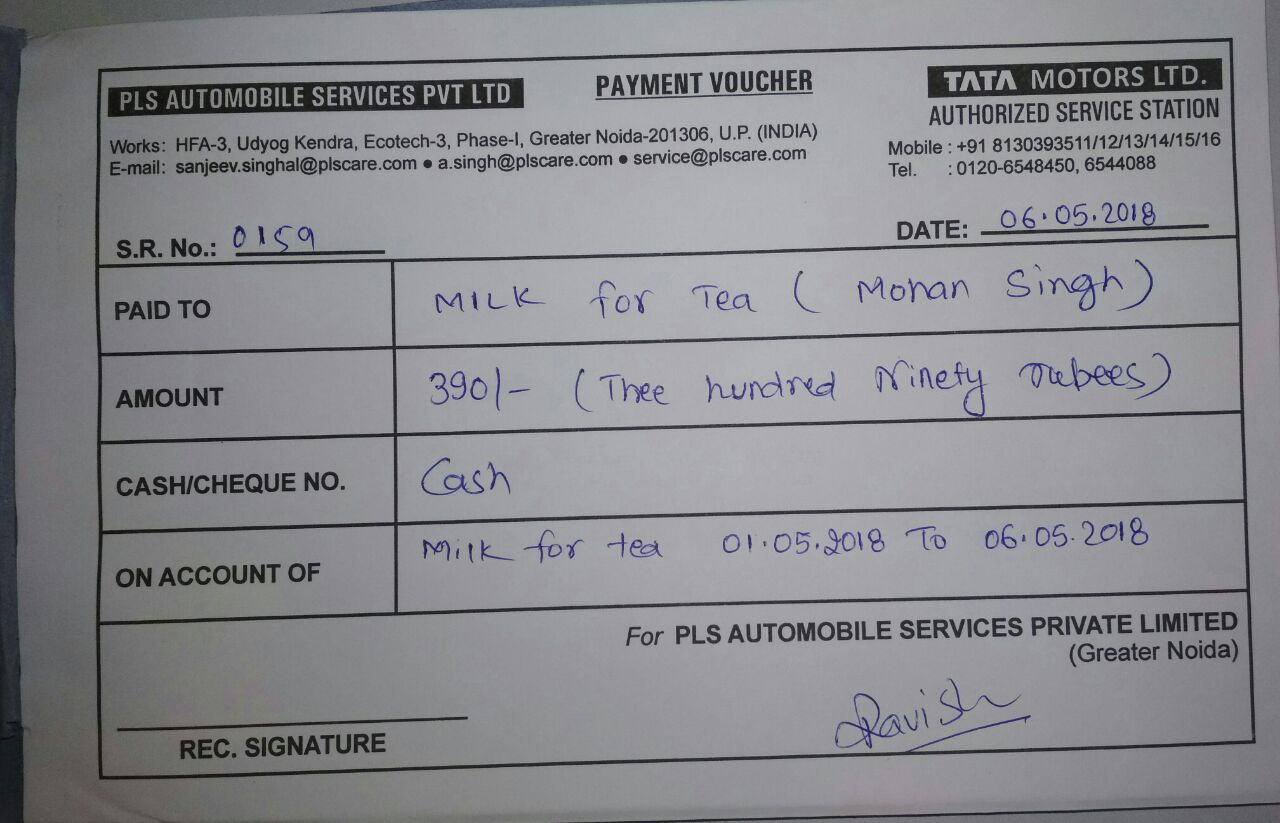 PLS AUTOMOBILE SERVICES PVT LTD
PAYMENT VOUCHER
TATA MOTORS LTD.
AUTHORIZED SERVICE STATION
Works: HFA-3, Udyog Kendra, Ecotech-3, Phase-I, Greater Noida-201306, U.P. (INDIA)
E-mail: sanjeev.singhal@plscare.com ● a.singh@plscare.com ● service@plscare.com
Mobile : +91 8130393511/12/13/14/15/16
Tel. : 0120-6548450, 6544088
S.R. No.: 0159
DATE: 06.05.2018
PAID TO MILK for Tea ( Mohan Singh)
AMOUNT 390/- (Thee hundred Ninety rubees)
CASH/CHEQUE NO. Cash
ON ACCOUNT OF Milk for tea 01.05.2018 To 06.05.2018
For PLS AUTOMOBILE SERVICES PRIVATE LIMITED
(Greater Noida)
Ravish
REC. SIGNATURE